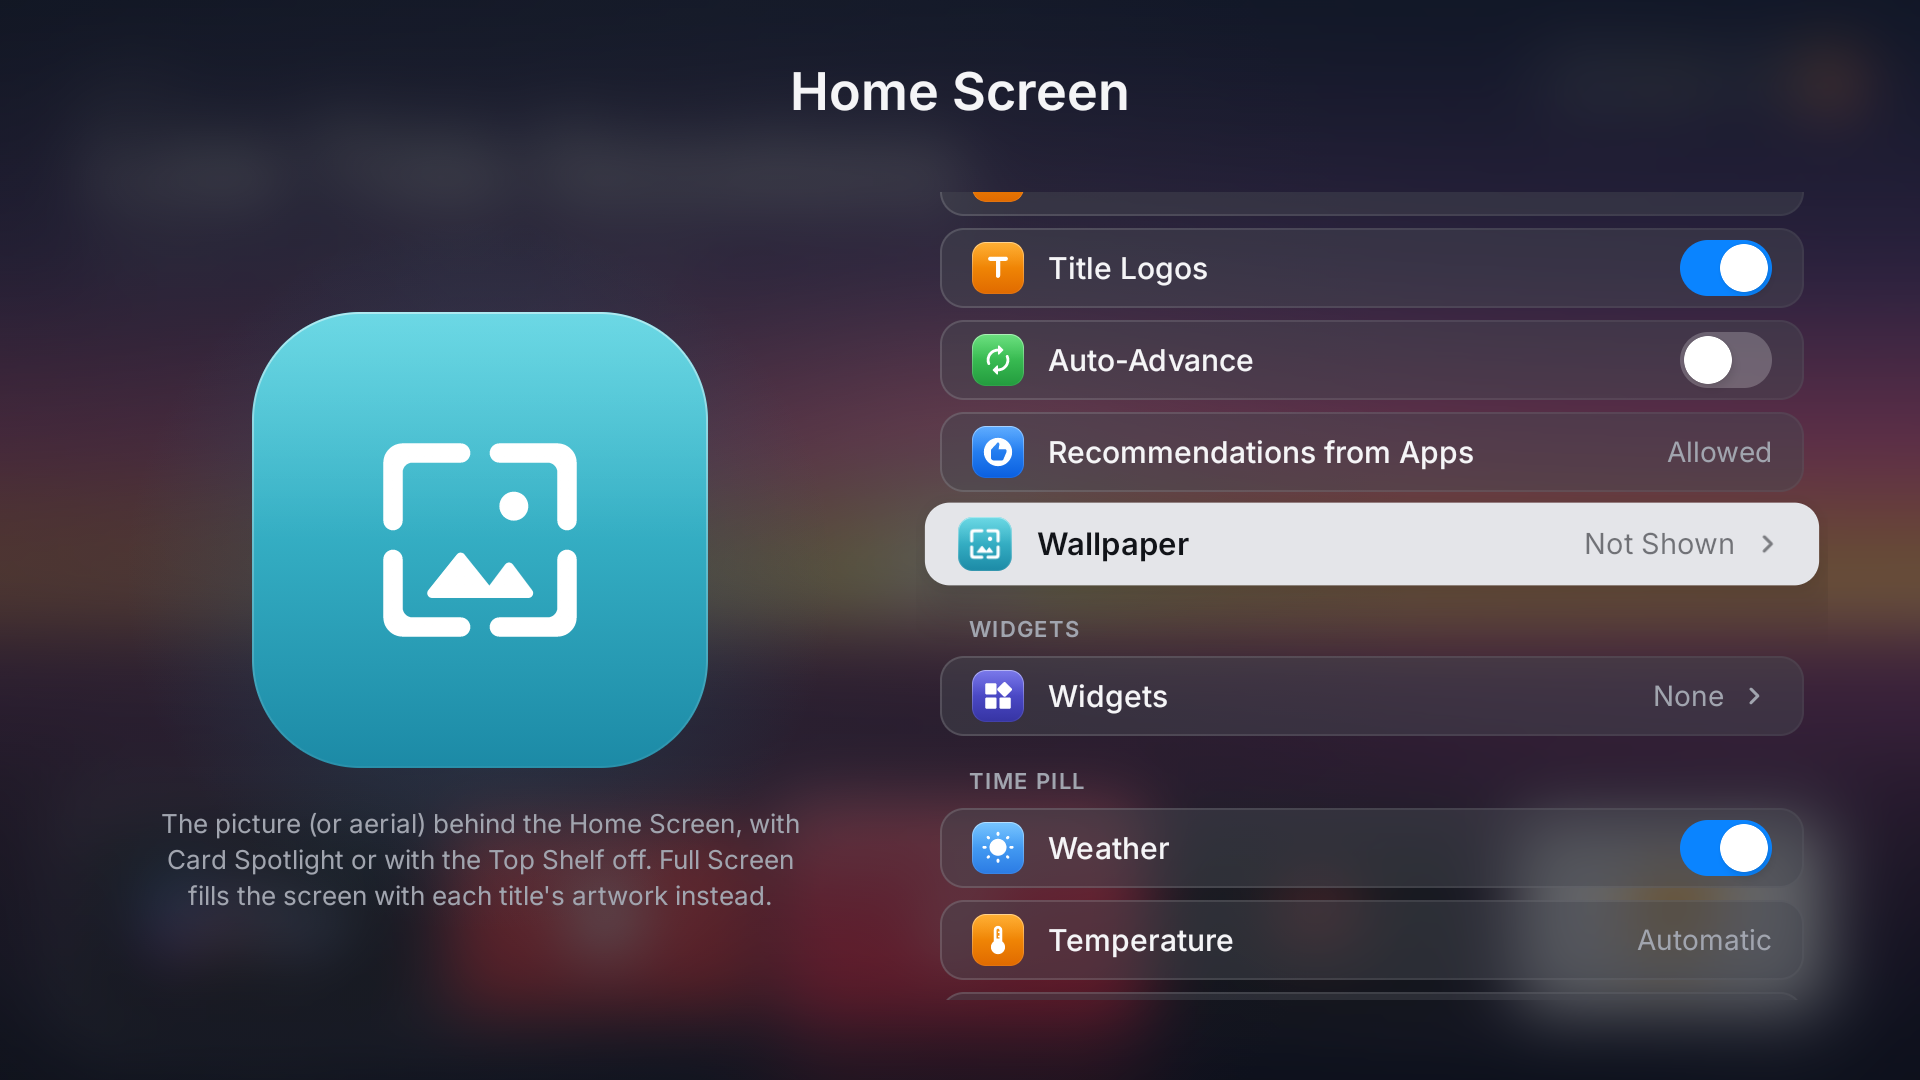 Home Screen
Title Logos
Auto-Advance
Recommendations from Apps Allowed
Wallpaper Not Shown
WIDGETS
Widgets None
TIME PILL
Weather
Temperature Automatic
The picture (or aerial) behind the Home Screen, with
Card Spotlight or with the Top Shelf off. Full Screen
fills the screen with each title's artwork instead.